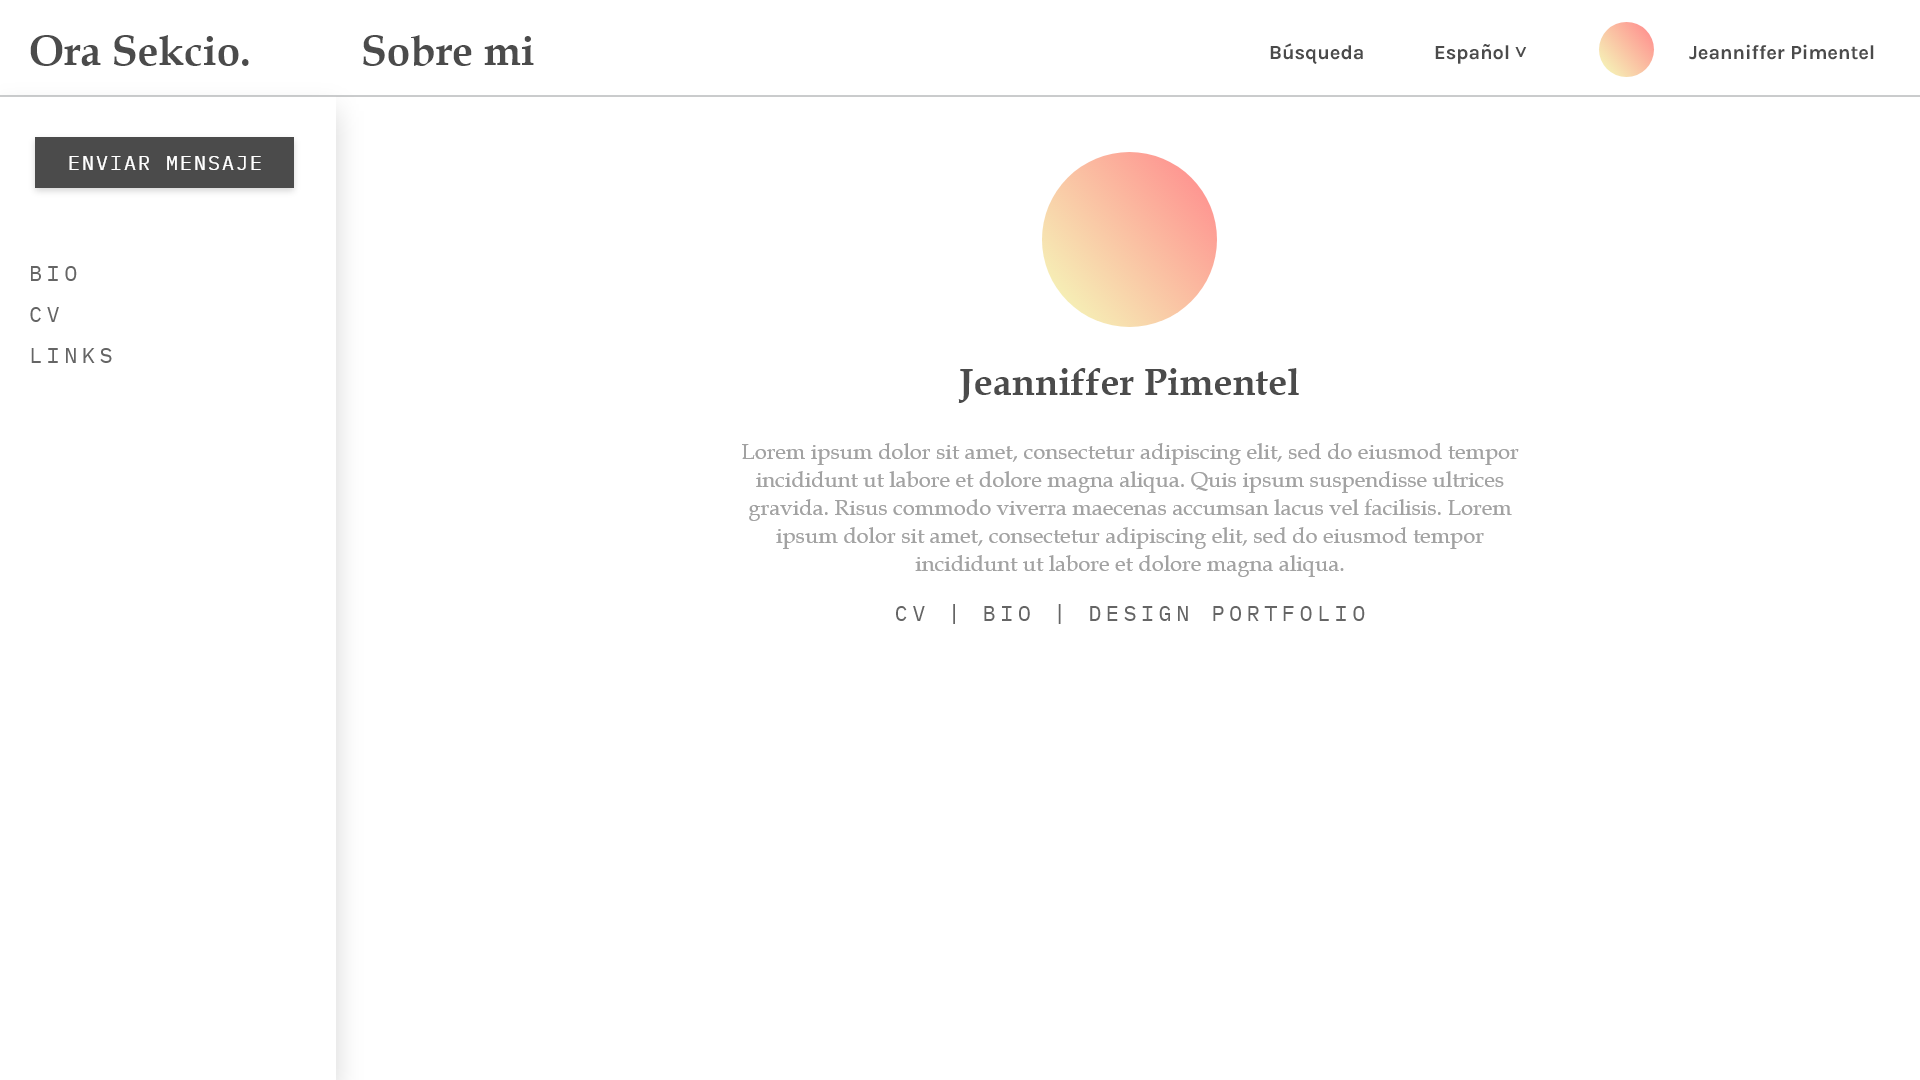 Ora Sekcio.
Sobre mi
Búsqueda
Español v
Jeanniffer Pimentel
ENVIAR MENSAJE
BIO
CV
LINKS
Jeanniffer Pimentel
Lorem ipsum dolor sit amet, consectetur adipiscing elit, sed do eiusmod tempor
incididunt ut labore et dolore magna aliqua. Quis ipsum suspendisse ultrices
gravida. Risus commodo viverra maecenas accumsan lacus vel facilisis. Lorem
ipsum dolor sit amet, consectetur adipiscing elit, sed do eiusmod tempor
incididunt ut labore et dolore magna aliqua.
CV | BIO | DESIGN PORTFOLIO